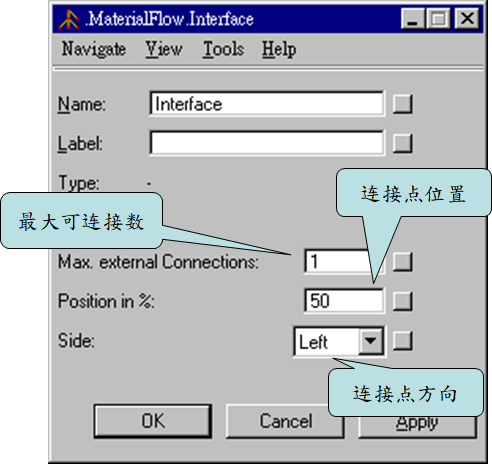 .MaterialFlow.Interface
Navigate View Tools Help
Name: Interface
Label:
Type: -
连接点位置
最大可连接数
Max. external Connections: 1
Position in %: 50
Side: Left
连接点方向
OK Cancel Apply